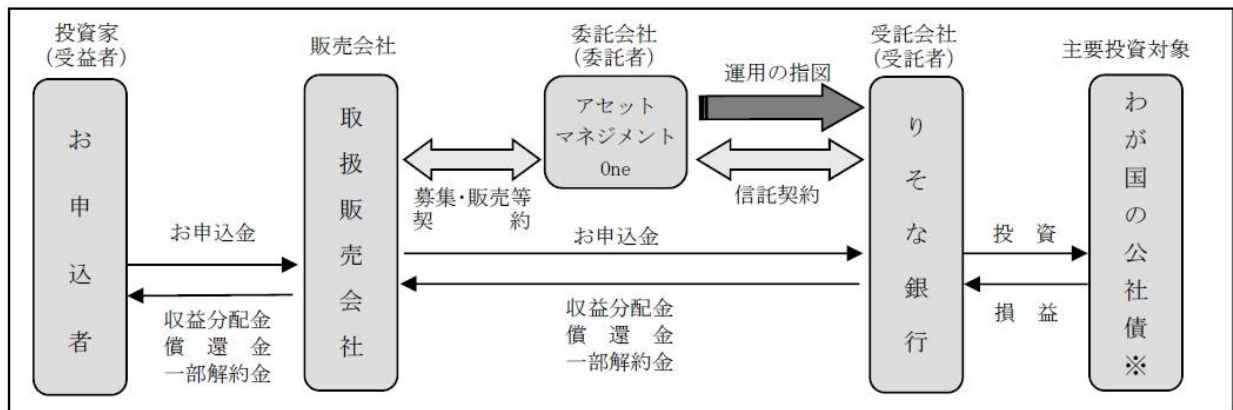 投資家
(受益者)
お申込者
お申込金
収益分配金
償還金
一部解約金
販売会社
取扱販売会社
募集・販売等
契約
委託会社
(委託者)
アセット
マネジメント
One
運用の指図
信託契約
お申込金
収益分配金
償還金
一部解約金
受託会社
(受託者)
りそな銀行
投資
損益
主要投資対象
わが国の公社債※